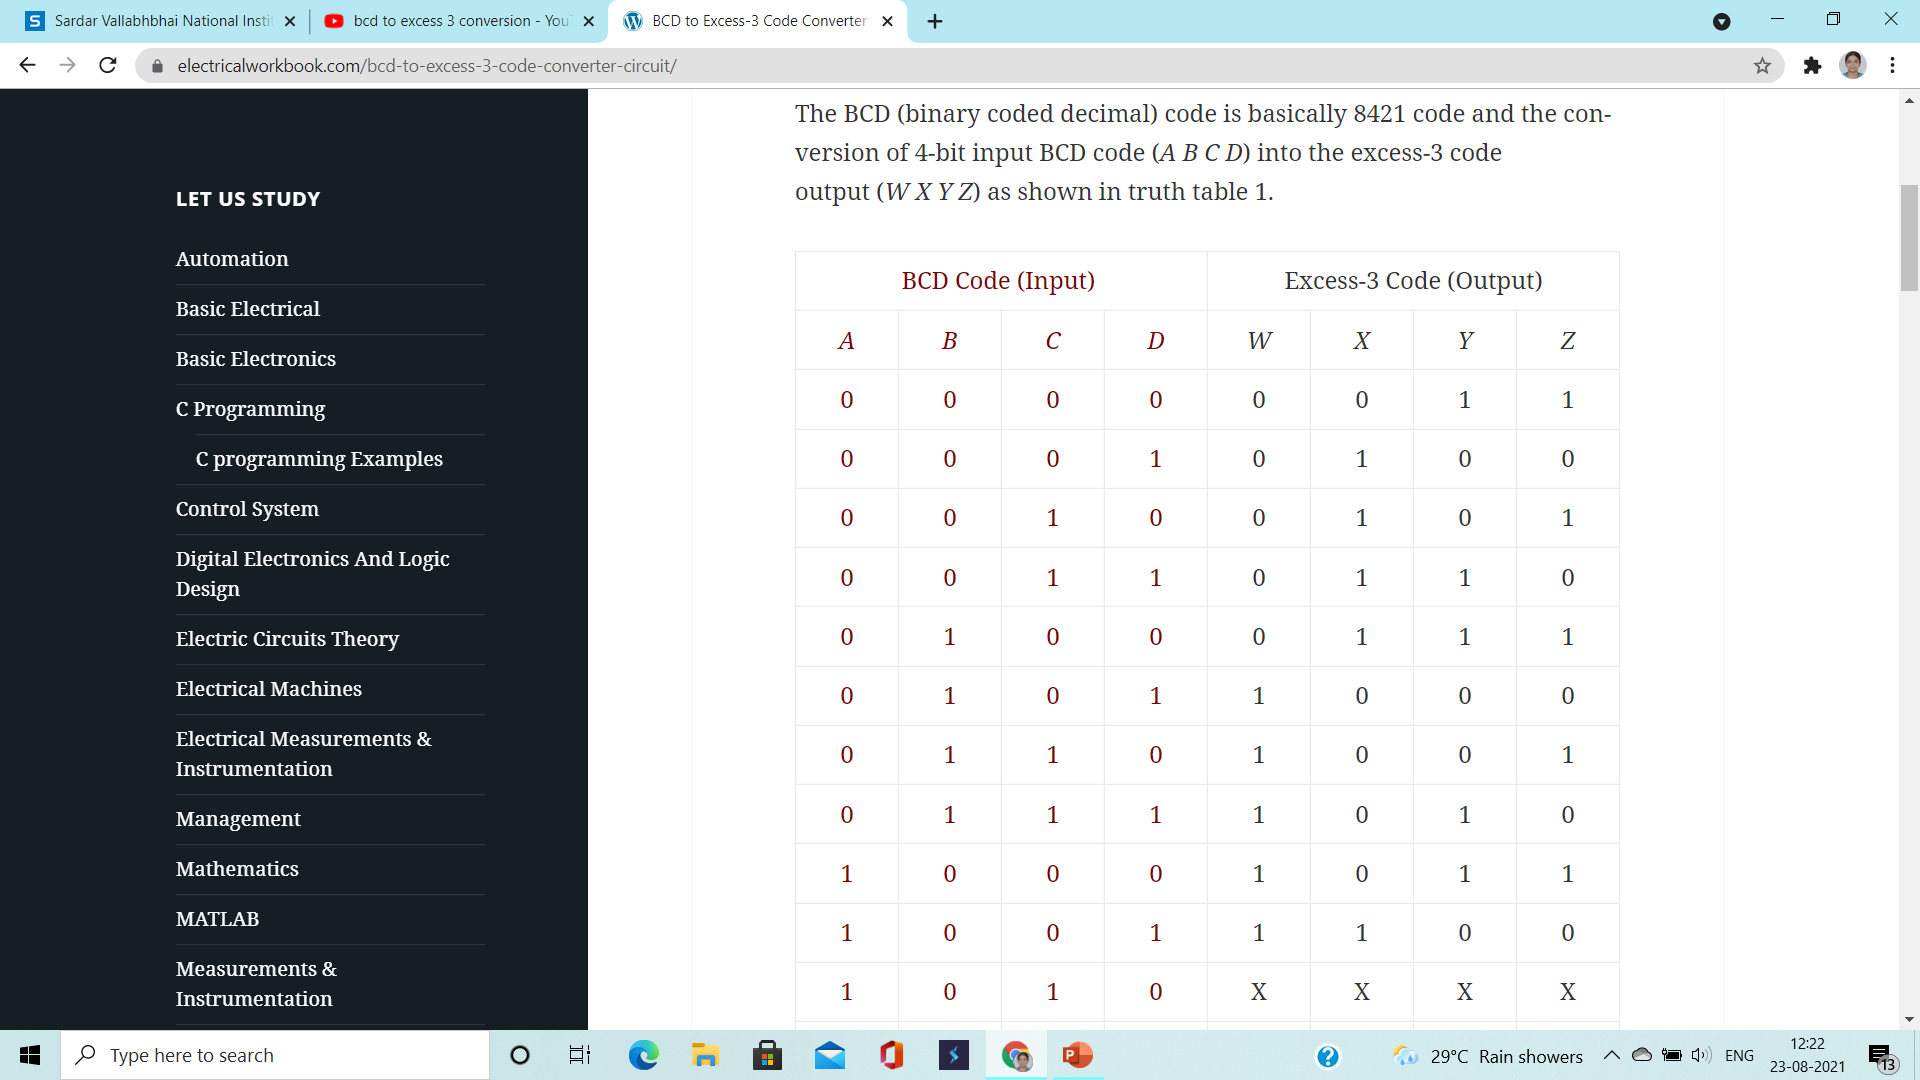 Sardar Vallabhbhai National Insti
bcd to excess 3 conversion - You
BCD to Excess-3 Code Converter
electricalworkbook.com/bcd-to-excess-3-code-converter-circuit/
LET US STUDY
Automation
Basic Electrical
Basic Electronics
C Programming
C programming Examples
Control System
Digital Electronics And Logic
Design
Electric Circuits Theory
Electrical Machines
Electrical Measurements &
Instrumentation
Management
Mathematics
MATLAB
Measurements &
Instrumentation
The BCD (binary coded decimal) code is basically 8421 code and the con-
version of 4-bit input BCD code (A B C D) into the excess-3 code
output (W X Y Z) as shown in truth table 1.
BCD Code (Input) Excess-3 Code (Output)
A B C D W X Y Z
0 0 0 0 0 0 1 1
0 0 0 1 0 1 0 0
0 0 1 0 0 1 0 1
0 0 1 1 0 1 1 0
0 1 0 0 0 1 1 1
0 1 0 1 1 0 0 0
0 1 1 0 1 0 0 1
0 1 1 1 1 0 1 0
1 0 0 0 1 0 1 1
1 0 0 1 1 1 0 0
1 0 1 0 X X X X
Type here to search
29°C Rain showers
ENG
12:22
23-08-2021
13